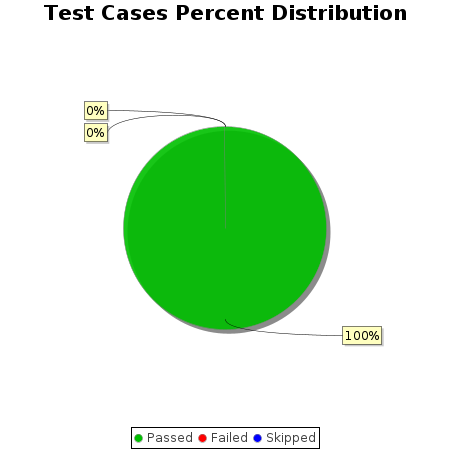 Test Cases Percent Distribution
0%
0%
100%
Passed Failed Skipped